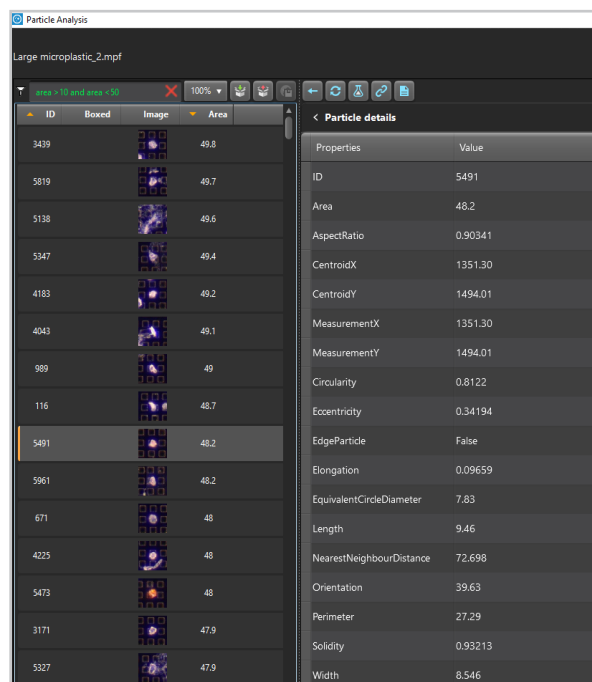 Particle Analysis
Large microplastic_2.mpf
area >10 and area <50
100%
ID Boxed Image Area
3439 49.8
5819 49.7
5138 49.6
5347 49.4
4183 49.2
4043 49.1
989 49
116 48.7
5491 48.2
5961 48.2
671 48
4225 48
5473 48
3171 47.9
5327 47.9
Particle details
Properties Value
ID 5491
Area 48.2
AspectRatio 0.90341
CentroidX 1351.30
CentroidY 1494.01
MeasurementX 1351.30
MeasurementY 1494.01
Circularity 0.8122
Eccentricity 0.34194
EdgeParticle False
Elongation 0.09659
EquivalentCircleDiameter 7.83
Length 9.46
NearestNeighbourDistance 72.698
Orientation 39.63
Perimeter 27.29
Solidity 0.93213
Width 8.546